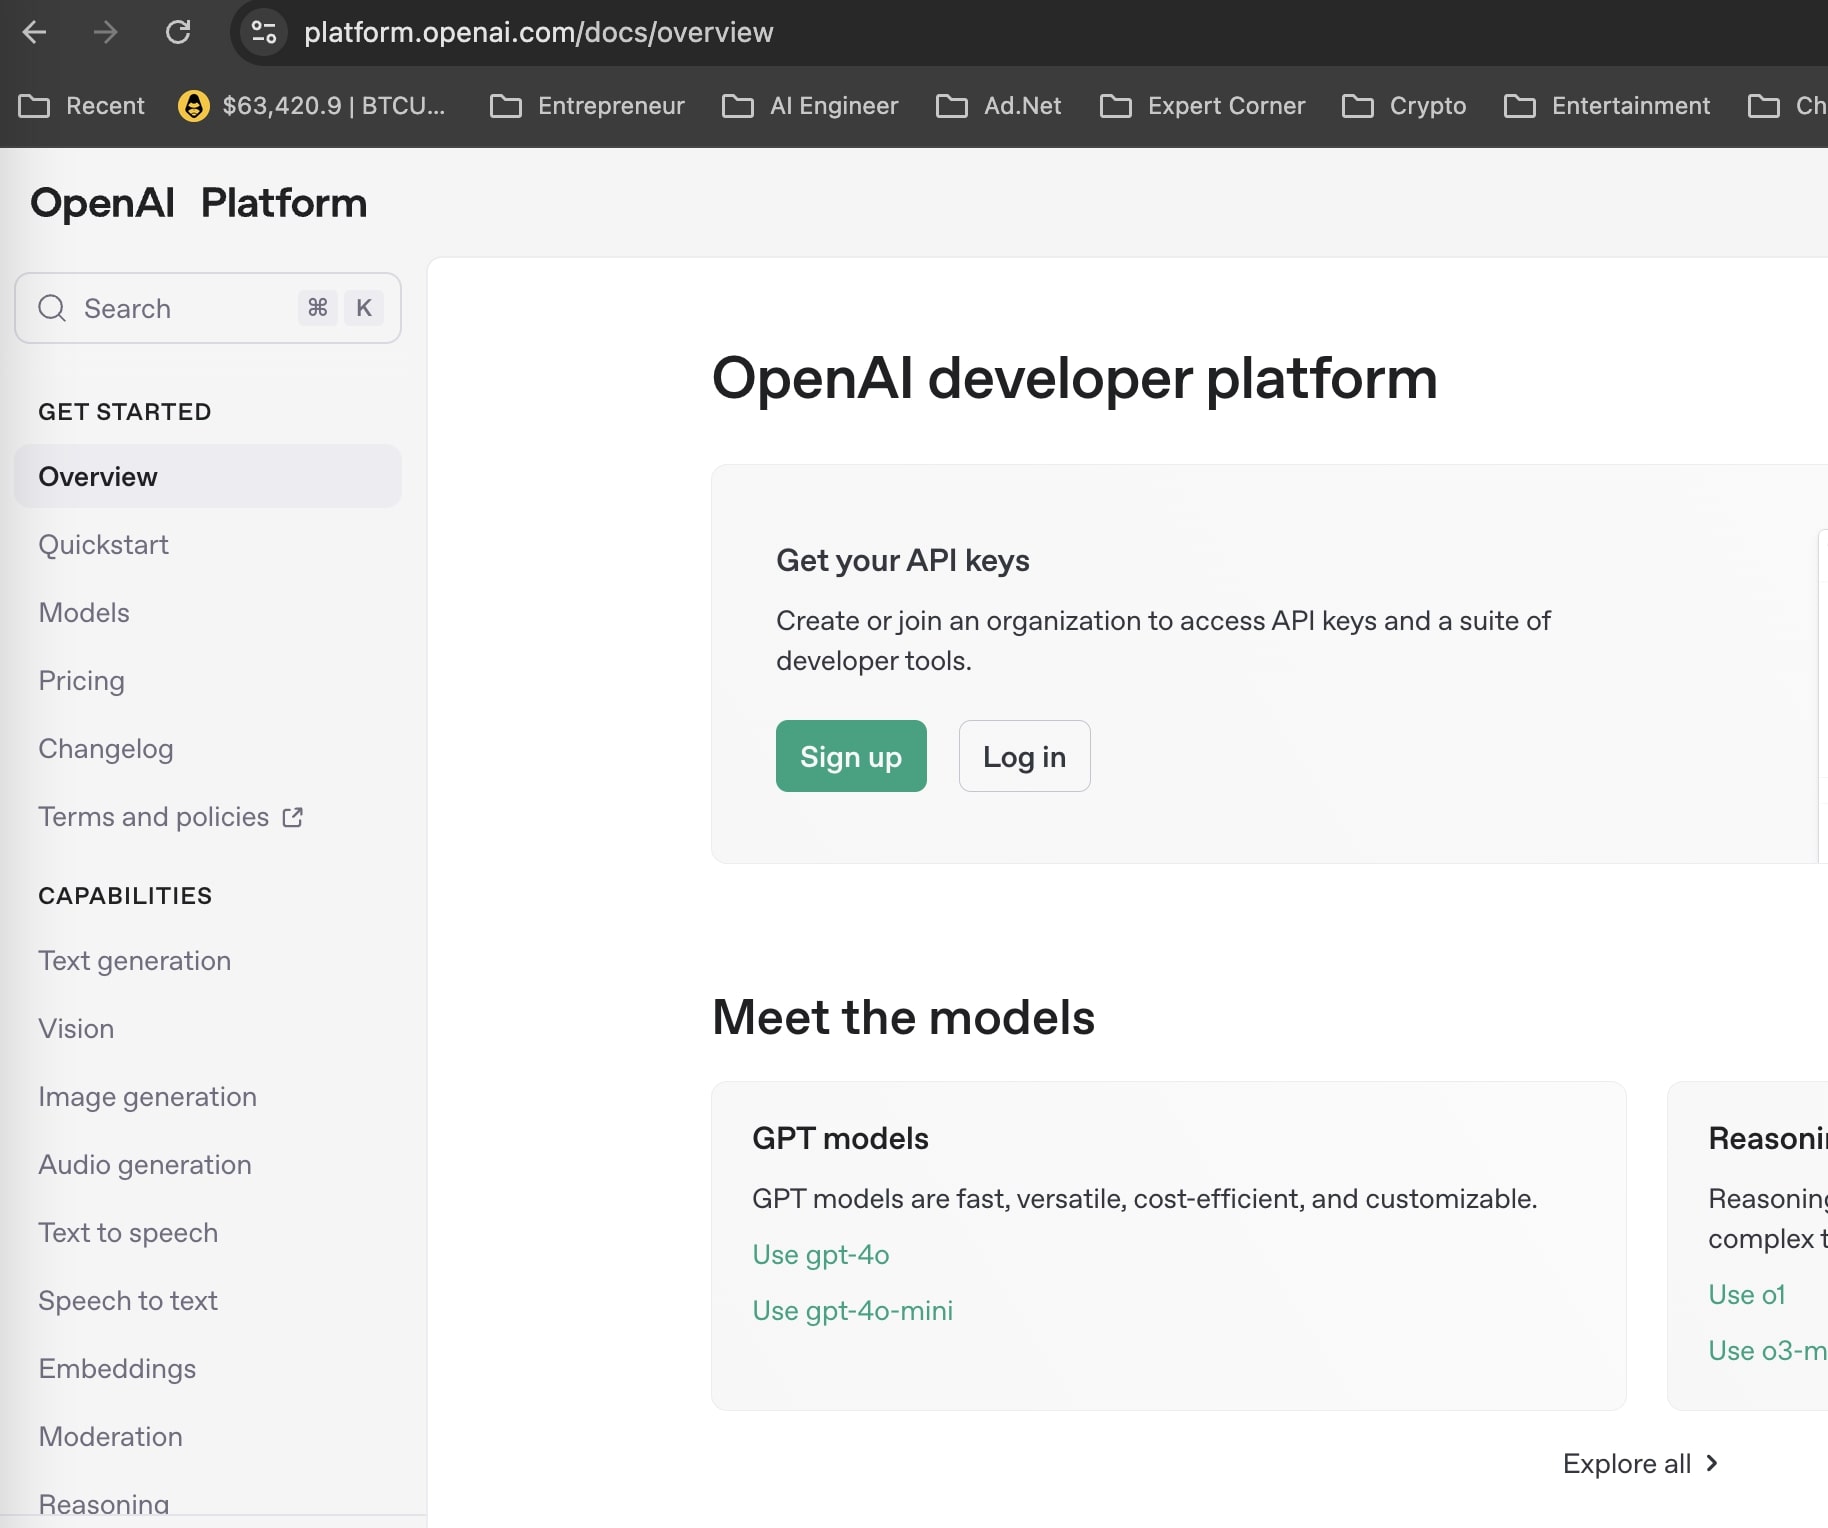 platform.openai.com/docs/overview
Recent
$63,420.9 | BTCU...
Entrepreneur
AI Engineer
Ad.Net
Expert Corner
Crypto
Entertainment
Ch
OpenAI Platform
Search ⌘ K
GET STARTED
Overview
Quickstart
Models
Pricing
Changelog
Terms and policies
CAPABILITIES
Text generation
Vision
Image generation
Audio generation
Text to speech
Speech to text
Embeddings
Moderation
Reasoning
OpenAI developer platform
Get your API keys
Create or join an organization to access API keys and a suite of
developer tools.
Sign up
Log in
Meet the models
GPT models
GPT models are fast, versatile, cost-efficient, and customizable.
Use gpt-4o
Use gpt-4o-mini
Reasoni
Reasoning
complex t
Use o1
Use o3-m
Explore all